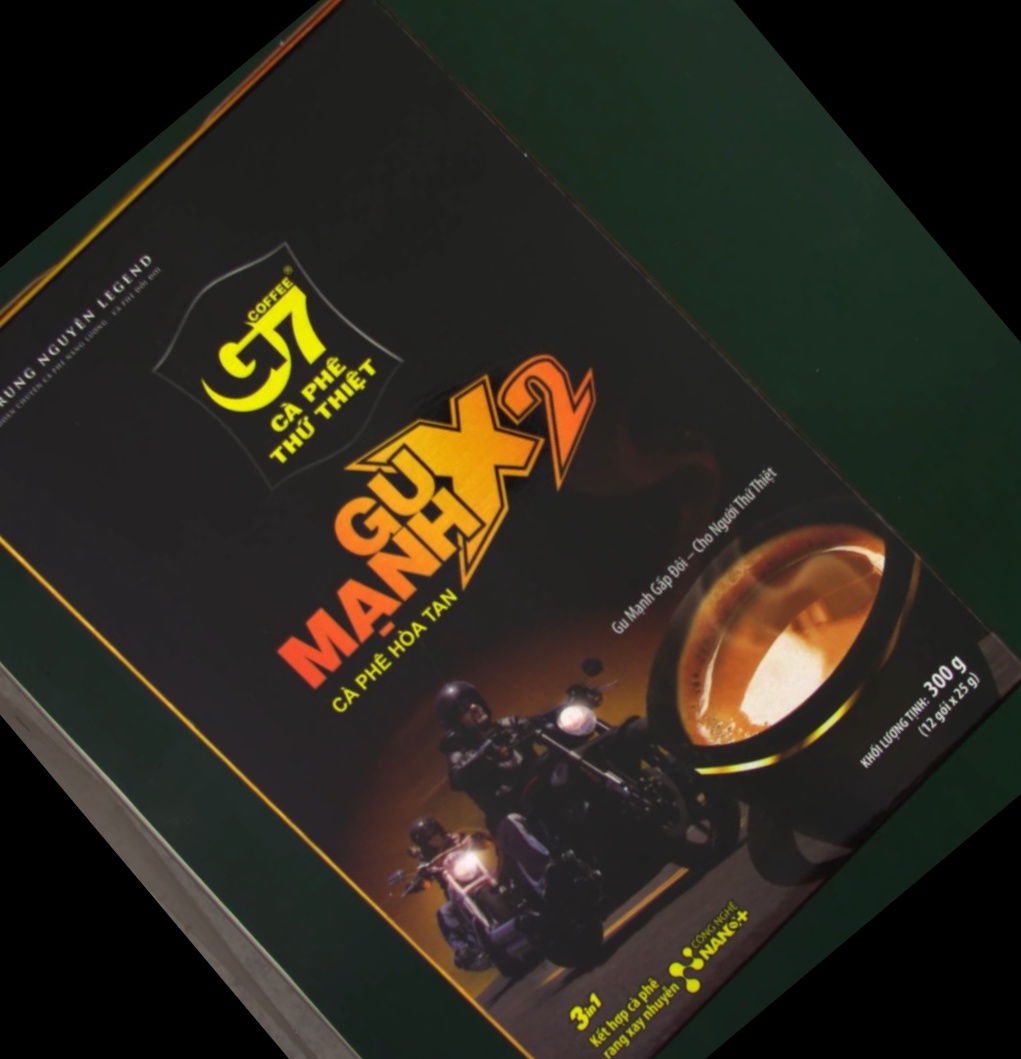 RUNG NGUYÊN LEGEND
COFFEE®
G7
CÀ PHÊ
THỨ THIỆT
GU X2
MẠNH
CÀ PHÊ HÒA TAN
Gu Mạnh Gấp Đôi – Cho Người Thứ Thiệt
KHỐI LƯỢNG TỊNH: 300 g
(12 gói x 25 g)
3in1
Kết hợp cà phê
rang xay nhuyễn
CÔNG NGHỆ
NANO+